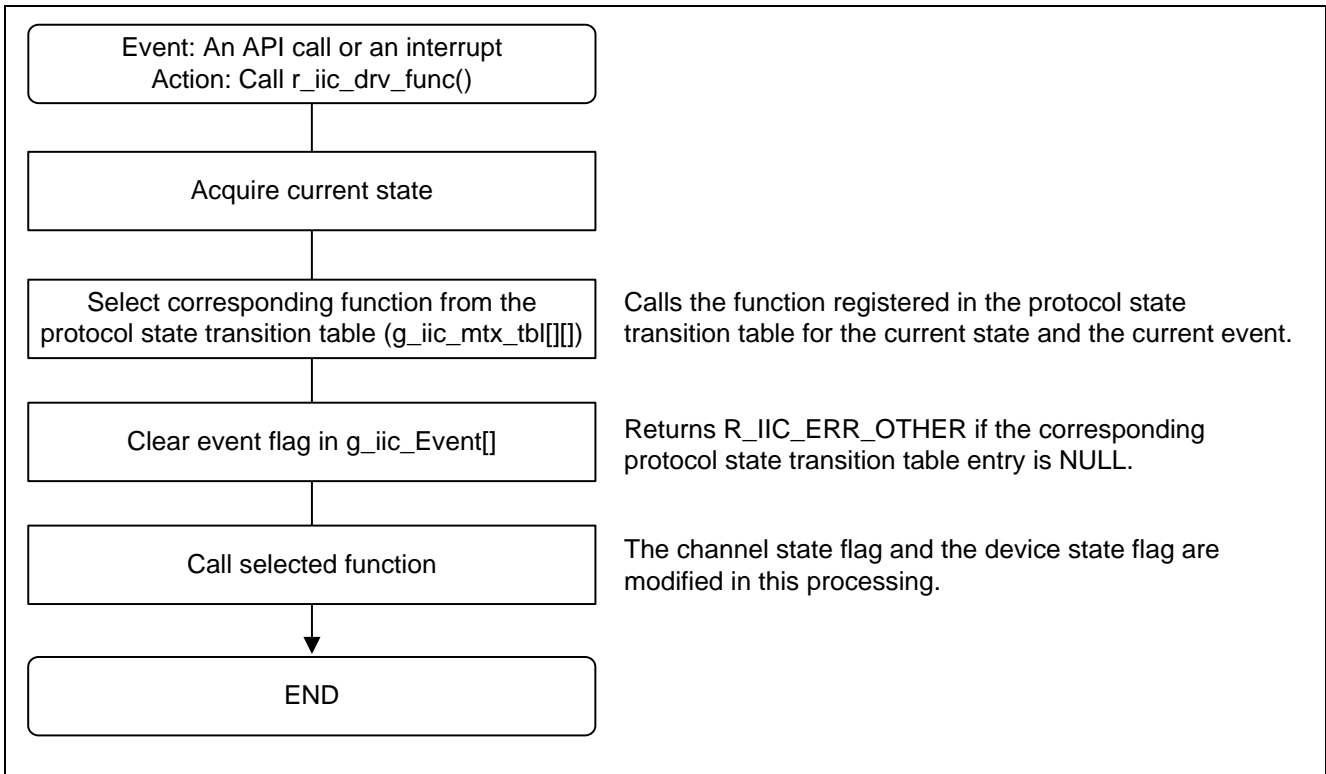 Event: An API call or an interrupt
Action: Call r_iic_drv_func()
Acquire current state
Select corresponding function from the
protocol state transition table (g_iic_mtx_tbl[][])
Calls the function registered in the protocol state
transition table for the current state and the current event.
Clear event flag in g_iic_Event[]
Returns R_IIC_ERR_OTHER if the corresponding
protocol state transition table entry is NULL.
Call selected function
The channel state flag and the device state flag are
modified in this processing.
END